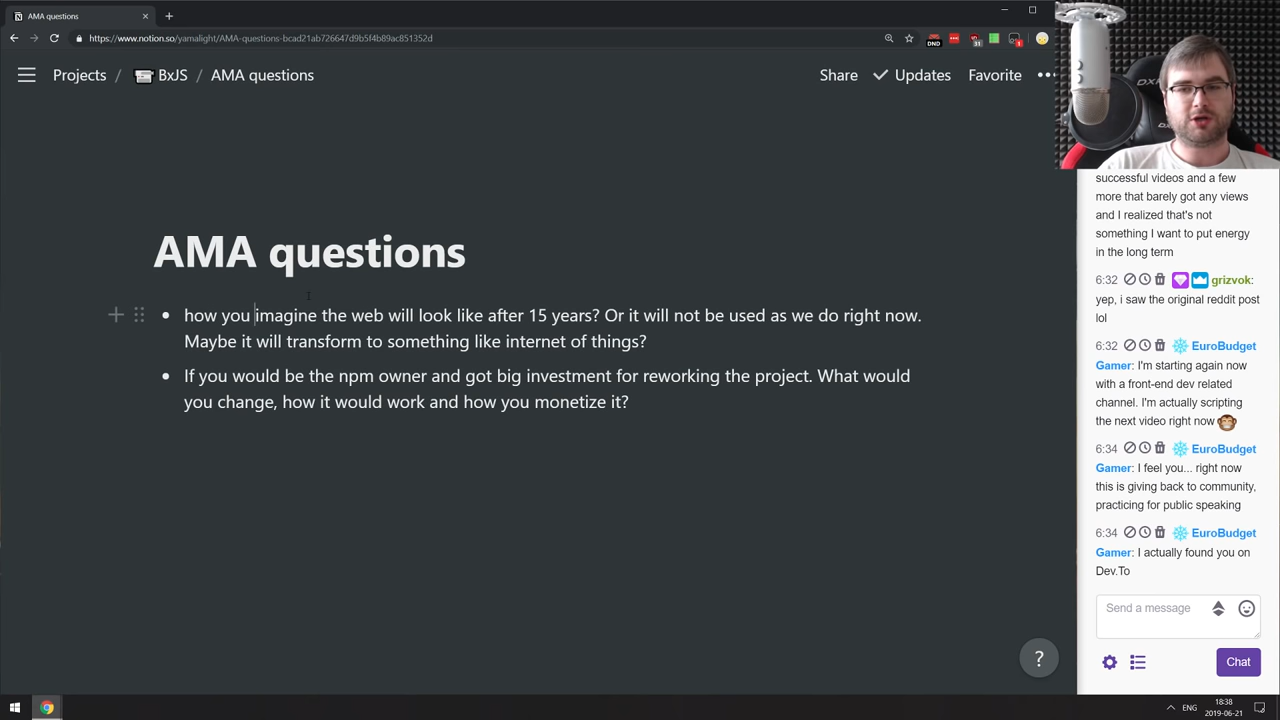 AMA questions
https://www.notion.so/yamalight/AMA-questions-bcad21ab726647d9b5f4b89ac851352d
DND
31
1
Projects / BxJS / AMA questions
Share Updates Favorite
DXR
AMA questions
how you imagine the web will look like after 15 years? Or it will not be used as we do right now.
Maybe it will transform to something like internet of things?
If you would be the npm owner and got big investment for reworking the project. What would
you change, how it would work and how you monetize it?
successful videos and a few
more that barely got any views
and I realized that's not
something I want to put energy
in the long term
6:32 grizvok:
yep, i saw the original reddit post
lol
6:32 EuroBudget
Gamer: I'm starting again now
with a front-end dev related
channel. I'm actually scripting
the next video right now
6:34 EuroBudget
Gamer: I feel you... right now
this is giving back to community,
practicing for public speaking
6:34 EuroBudget
Gamer: I actually found you on
Dev.To
Send a message
Chat
?
ENG
18:38
2019-06-21